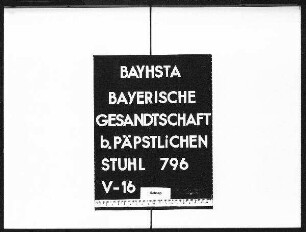 BAYHSTA
BAYERISCHE
GESANDTSCHAFT
b. PÄPSTLiCHEN
STUHL 796
V-16